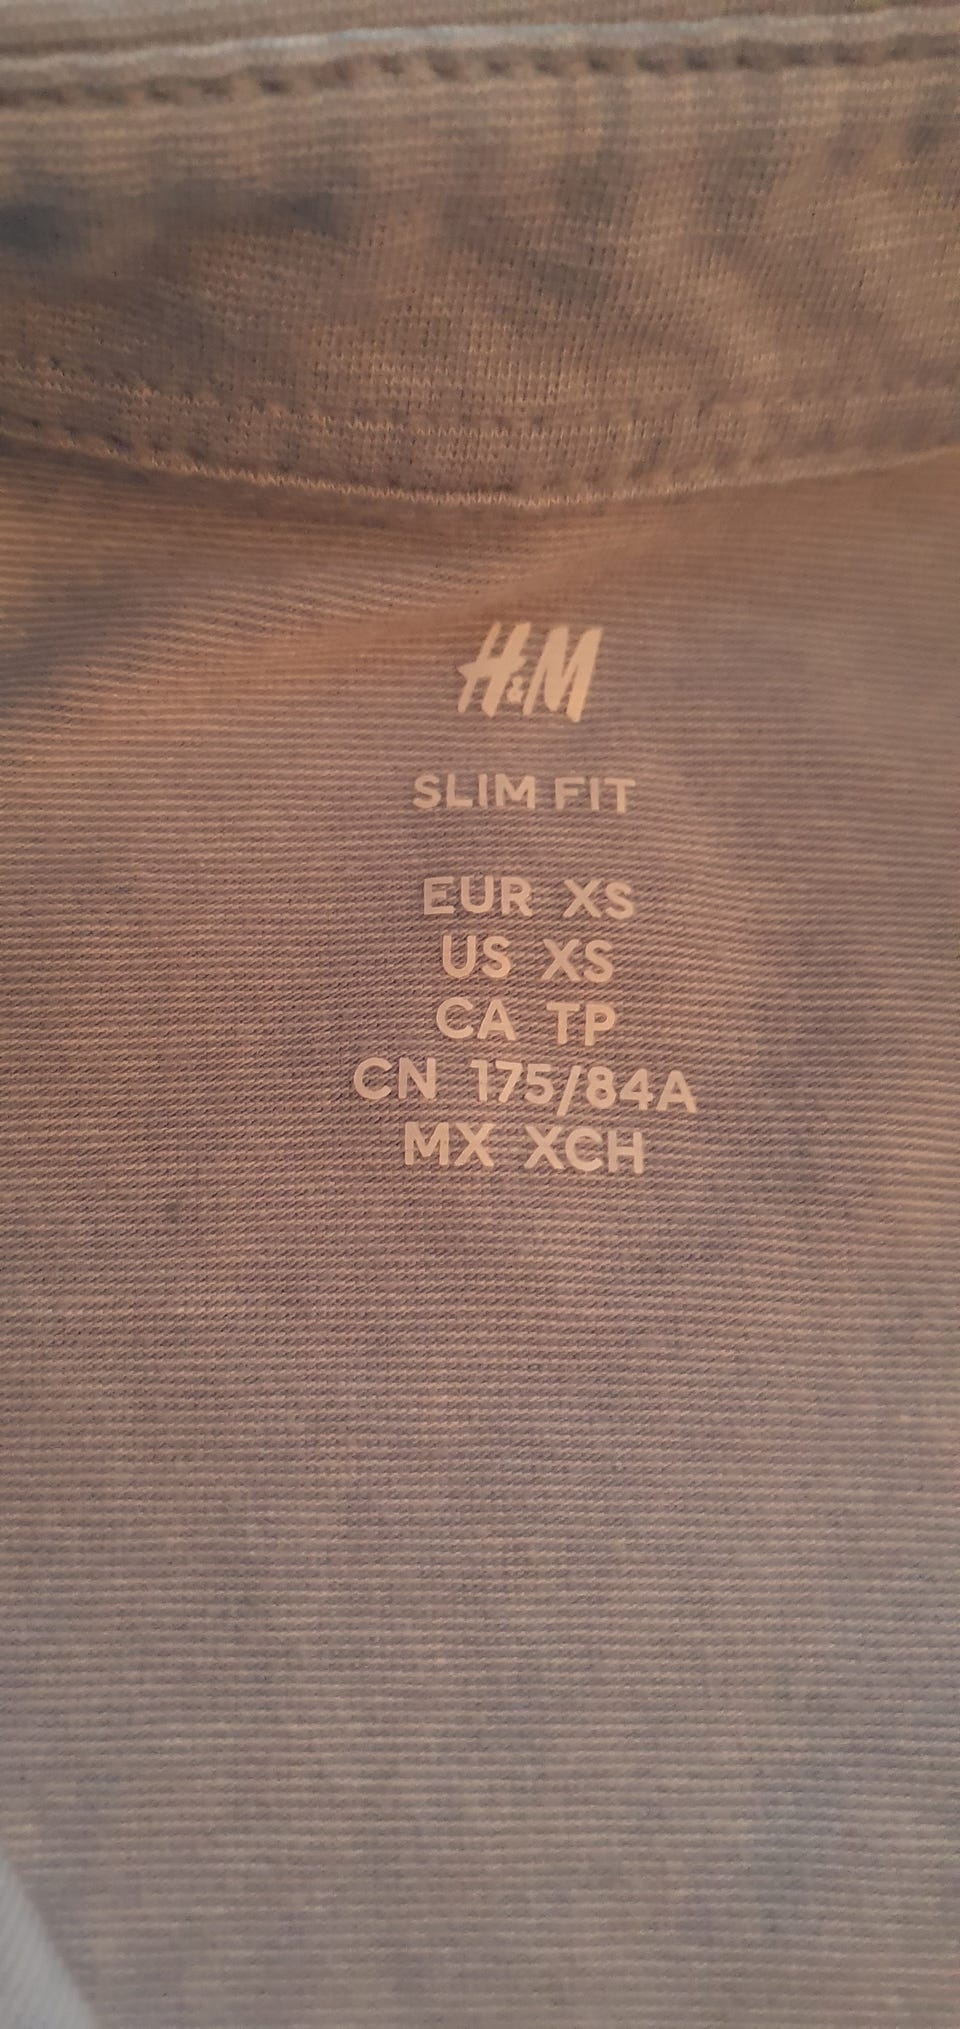 H&M
SLIM FIT
EUR XS
US XS
CA TP
CN 175/84A
MX XCH